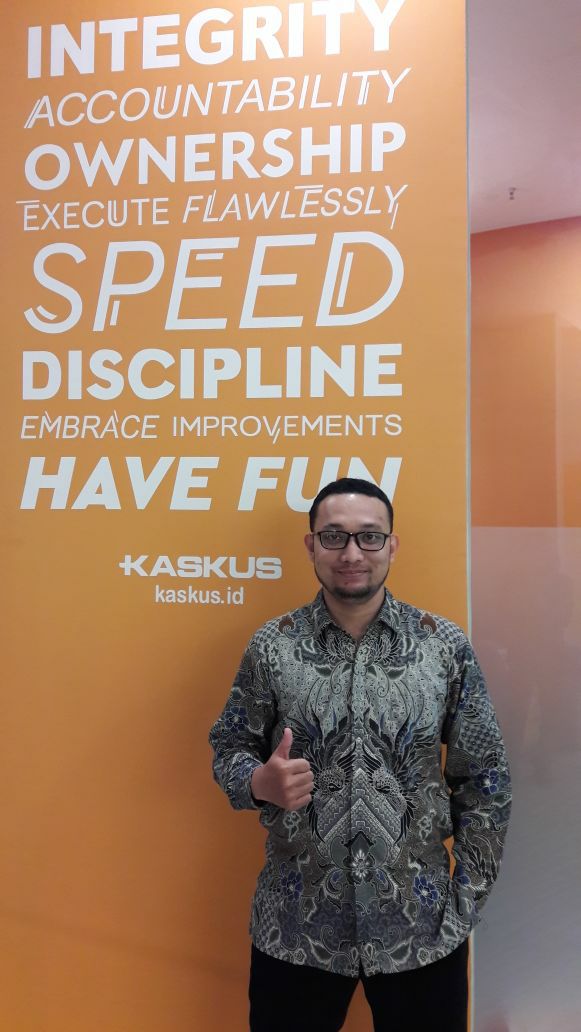 INTEGRITY
ACCOUNTABILITY
OWNERSHIP
EXECUTE FLAWLESSLY
SPEED
DISCIPLINE
EMBRACE IMPROVEMENTS
HAVE FUN
KASKUS
kaskus.id